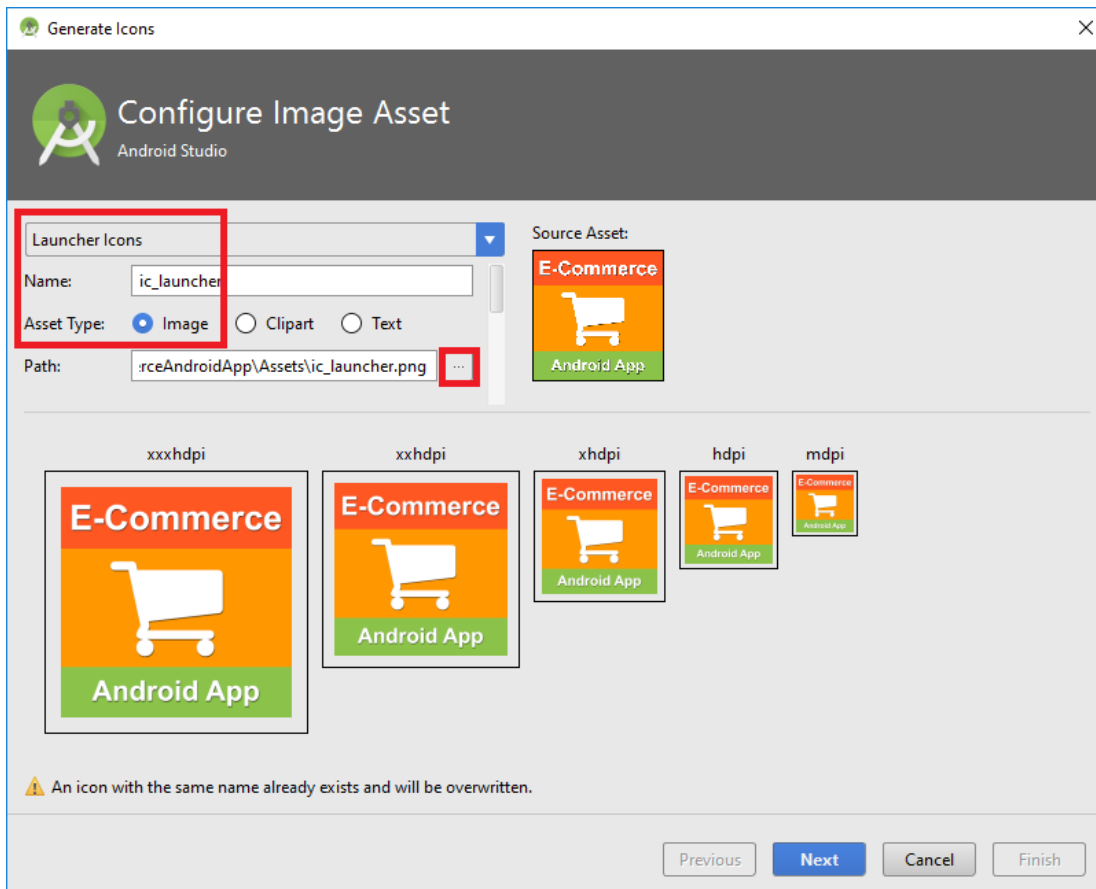 Generate Icons
Configure Image Asset
Android Studio
Launcher Icons
Name: ic_launcher
Asset Type: Image Clipart Text
Path: :rceAndroidApp\Assets\ic_launcher.png ...
Source Asset:
E-Commerce
Android App
xxxhdpi xxhdpi xhdpi hdpi mdpi
E-Commerce
Android App
E-Commerce
Android App
E-Commerce
Android App
E-Commerce
Android App
E-Commerce
Android App
An icon with the same name already exists and will be overwritten.
Previous Next Cancel Finish